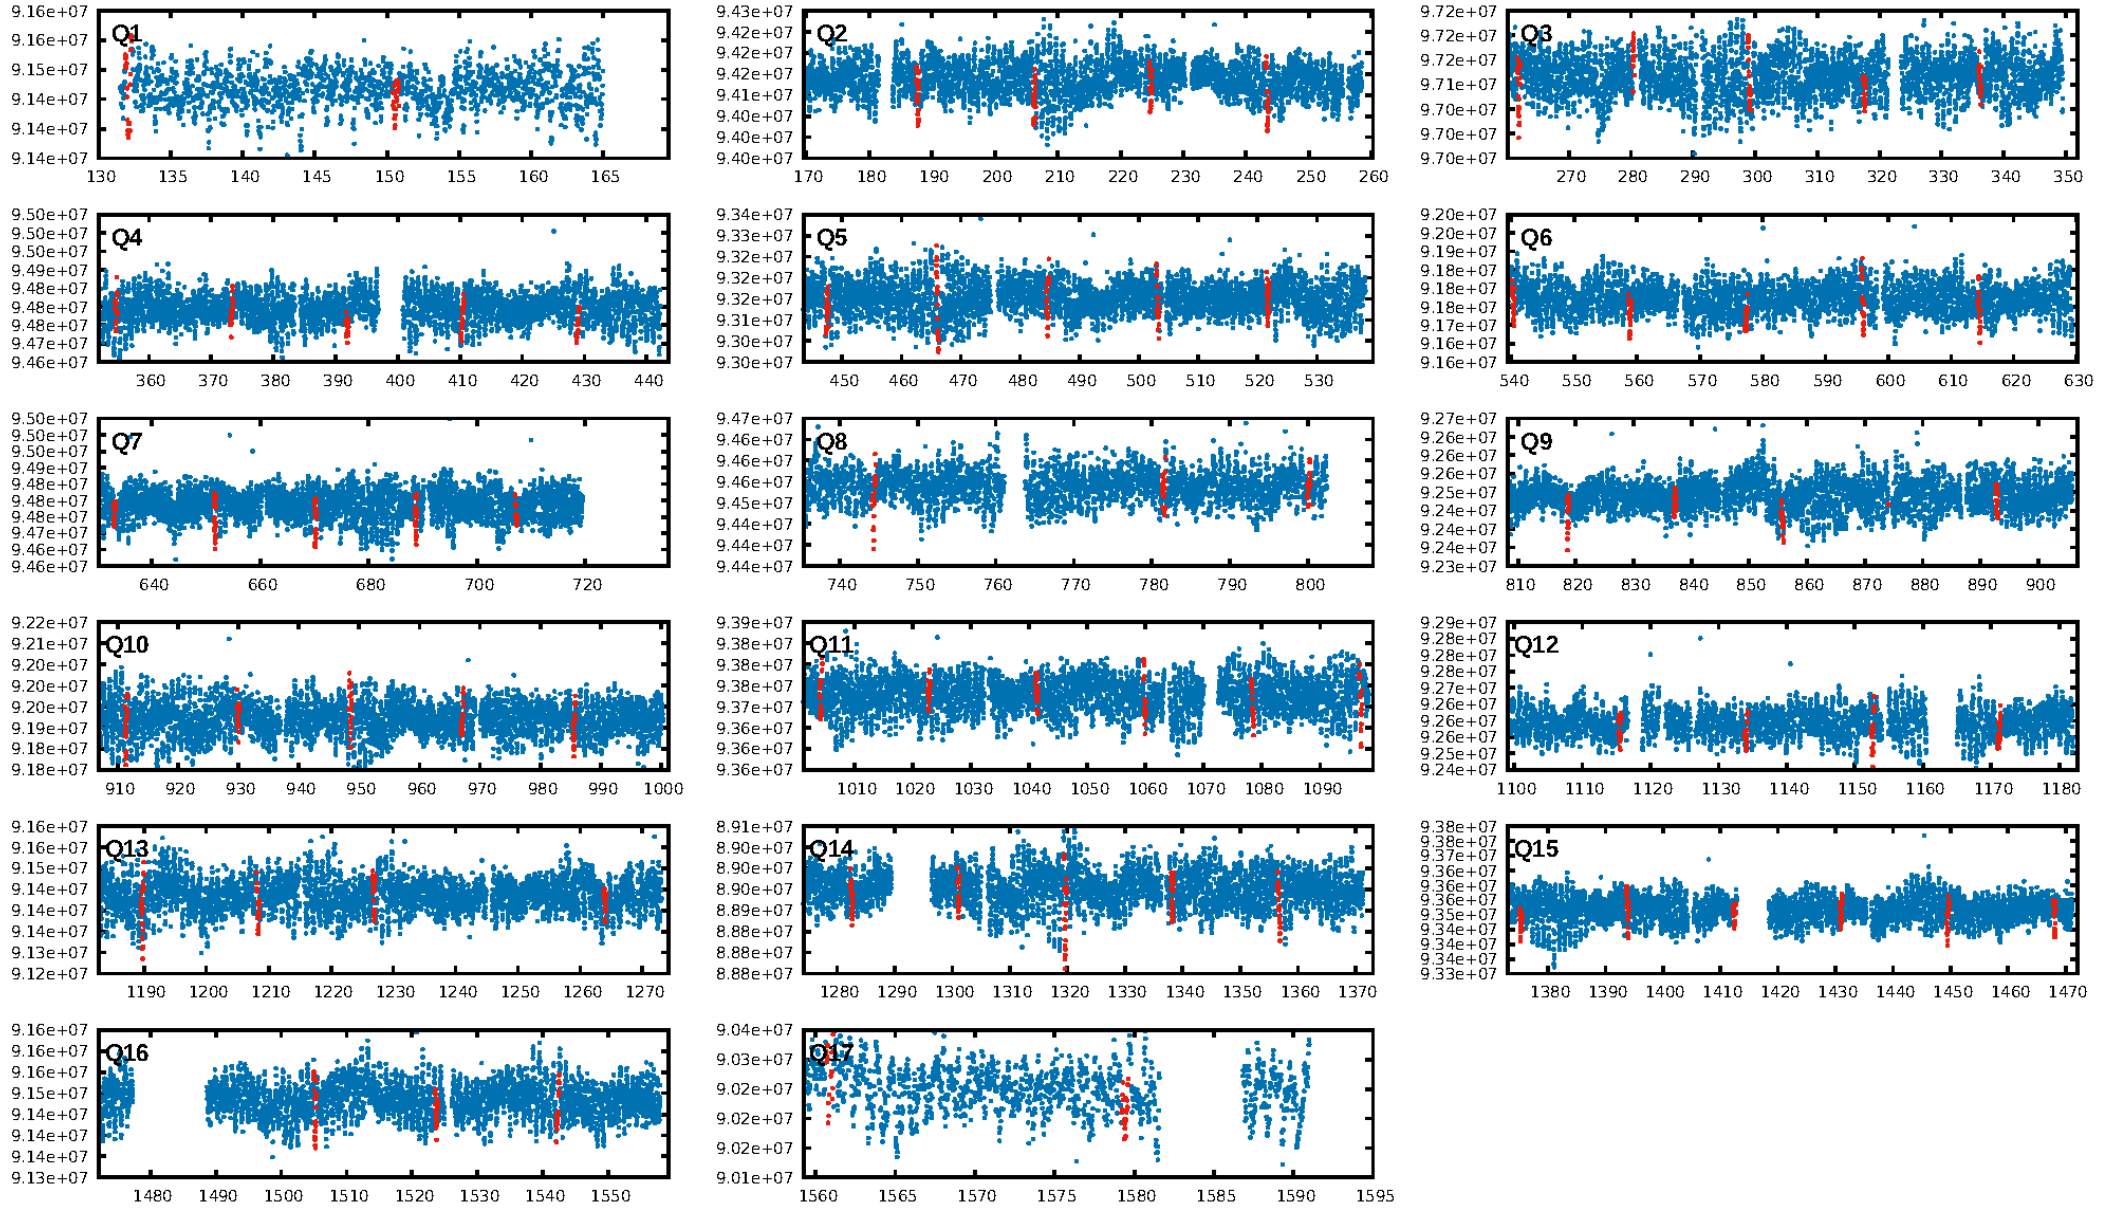 9.16e+07
9.16e+07
9.15e+07
9.14e+07
9.14e+07
9.14e+07
Q1
130 135 140 145 150 155 160 165
9.43e+07
9.42e+07
9.42e+07
9.42e+07
9.41e+07
9.40e+07
9.40e+07
9.40e+07
Q2
170 180 190 200 210 220 230 240 250 260
9.72e+07
9.72e+07
9.72e+07
9.71e+07
9.70e+07
9.70e+07
9.70e+07
Q3
270 280 290 300 310 320 330 340 350
9.50e+07
9.50e+07
9.50e+07
9.49e+07
9.48e+07
9.48e+07
9.48e+07
9.47e+07
9.46e+07
Q4
360 370 380 390 400 410 420 430 440
9.34e+07
9.33e+07
9.32e+07
9.32e+07
9.32e+07
9.31e+07
9.30e+07
9.30e+07
Q5
450 460 470 480 490 500 510 520 530
9.20e+07
9.20e+07
9.19e+07
9.18e+07
9.18e+07
9.18e+07
9.17e+07
9.16e+07
9.16e+07
Q6
540 550 560 570 580 590 600 610 620 630
9.50e+07
9.50e+07
9.50e+07
9.49e+07
9.48e+07
9.48e+07
9.48e+07
9.47e+07
9.46e+07
9.46e+07
Q7
640 660 680 700 720
9.47e+07
9.46e+07
9.46e+07
9.46e+07
9.45e+07
9.44e+07
9.44e+07
9.44e+07
Q8
740 750 760 770 780 790 800
9.27e+07
9.26e+07
9.26e+07
9.26e+07
9.25e+07
9.24e+07
9.24e+07
9.24e+07
9.23e+07
Q9
810 820 830 840 850 860 870 880 890 900
9.22e+07
9.21e+07
9.20e+07
9.20e+07
9.20e+07
9.19e+07
9.18e+07
9.18e+07
Q10
910 920 930 940 950 960 970 980 990 1000
9.39e+07
9.38e+07
9.38e+07
9.38e+07
9.37e+07
9.36e+07
9.36e+07
9.36e+07
Q11
1010 1020 1030 1040 1050 1060 1070 1080 1090
9.29e+07
9.28e+07
9.28e+07
9.28e+07
9.27e+07
9.26e+07
9.26e+07
9.26e+07
9.25e+07
9.24e+07
Q12
1100 1110 1120 1130 1140 1150 1160 1170 1180
9.16e+07
9.16e+07
9.15e+07
9.14e+07
9.14e+07
9.14e+07
9.13e+07
9.12e+07
Q13
1190 1200 1210 1220 1230 1240 1250 1260 1270
8.91e+07
8.90e+07
8.90e+07
8.90e+07
8.89e+07
8.88e+07
8.88e+07
8.88e+07
Q14
1280 1290 1300 1310 1320 1330 1340 1350 1360 1370
9.38e+07
9.38e+07
9.37e+07
9.36e+07
9.36e+07
9.36e+07
9.35e+07
9.34e+07
9.34e+07
9.34e+07
9.33e+07
Q15
1380 1390 1400 1410 1420 1430 1440 1450 1460 1470
9.16e+07
9.16e+07
9.16e+07
9.15e+07
9.14e+07
9.14e+07
9.14e+07
9.13e+07
Q16
1480 1490 1500 1510 1520 1530 1540 1550
9.04e+07
9.03e+07
9.02e+07
9.02e+07
9.02e+07
9.01e+07
Q17
1560 1565 1570 1575 1580 1585 1590 1595